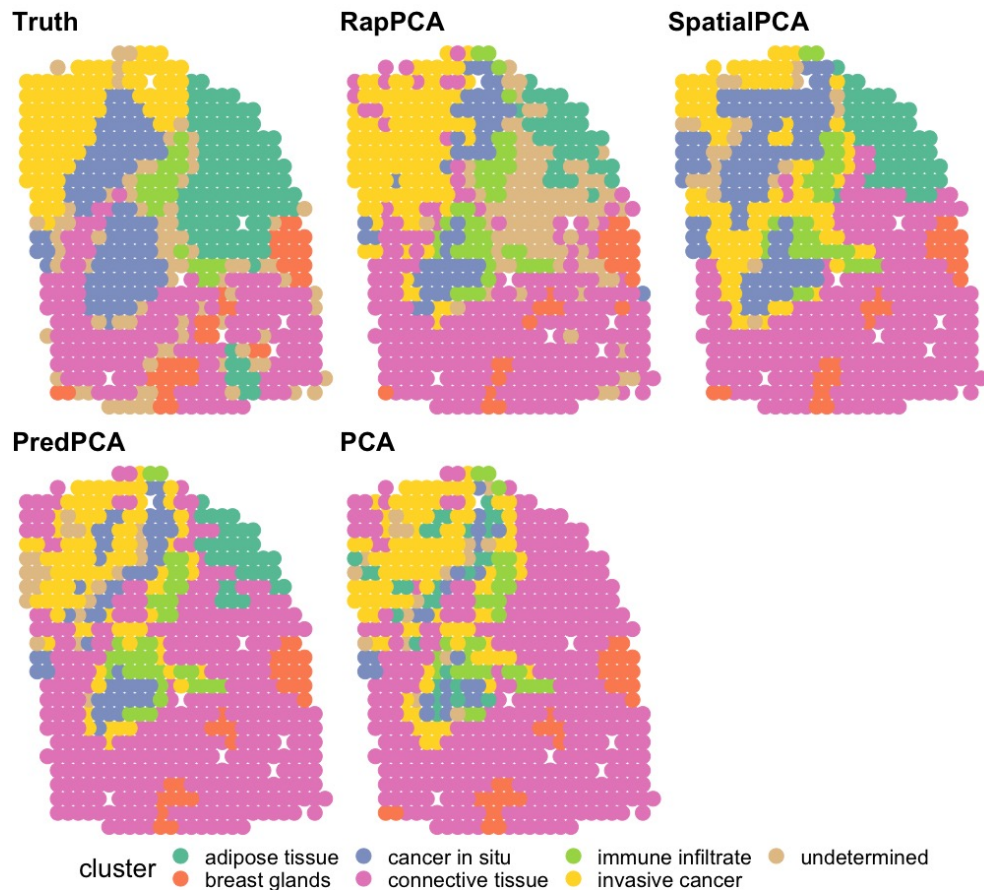 Truth
RapPCA
SpatialPCA
PredPCA
PCA
cluster
adipose tissue
cancer in situ
immune infiltrate
undetermined
breast glands
connective tissue
invasive cancer